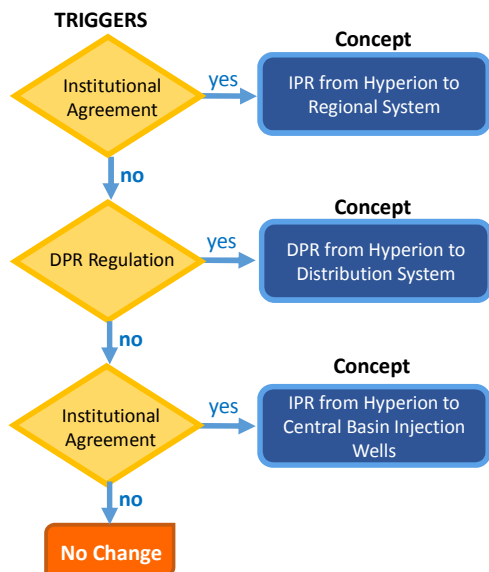 TRIGGERS
Concept
Institutional
Agreement
yes
IPR from Hyperion to
Regional System
no
Concept
DPR Regulation
yes
DPR from Hyperion to
Distribution System
no
Concept
Institutional
Agreement
yes
IPR from Hyperion to
Central Basin Injection
Wells
no
No Change